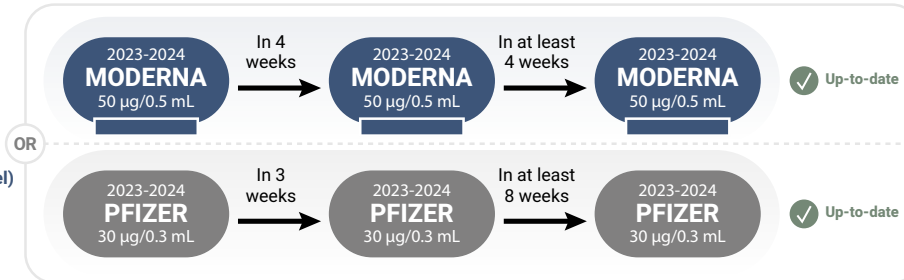 2023-2024
MODERNA
50 µg/0.5 mL
In 4
weeks
2023-2024
MODERNA
50 µg/0.5 mL
In at least
4 weeks
2023-2024
MODERNA
50 µg/0.5 mL
Up-to-date
OR
el)
2023-2024
PFIZER
30 µg/0.3 mL
In 3
weeks
2023-2024
PFIZER
30 µg/0.3 mL
In at least
8 weeks
2023-2024
PFIZER
30 µg/0.3 mL
Up-to-date